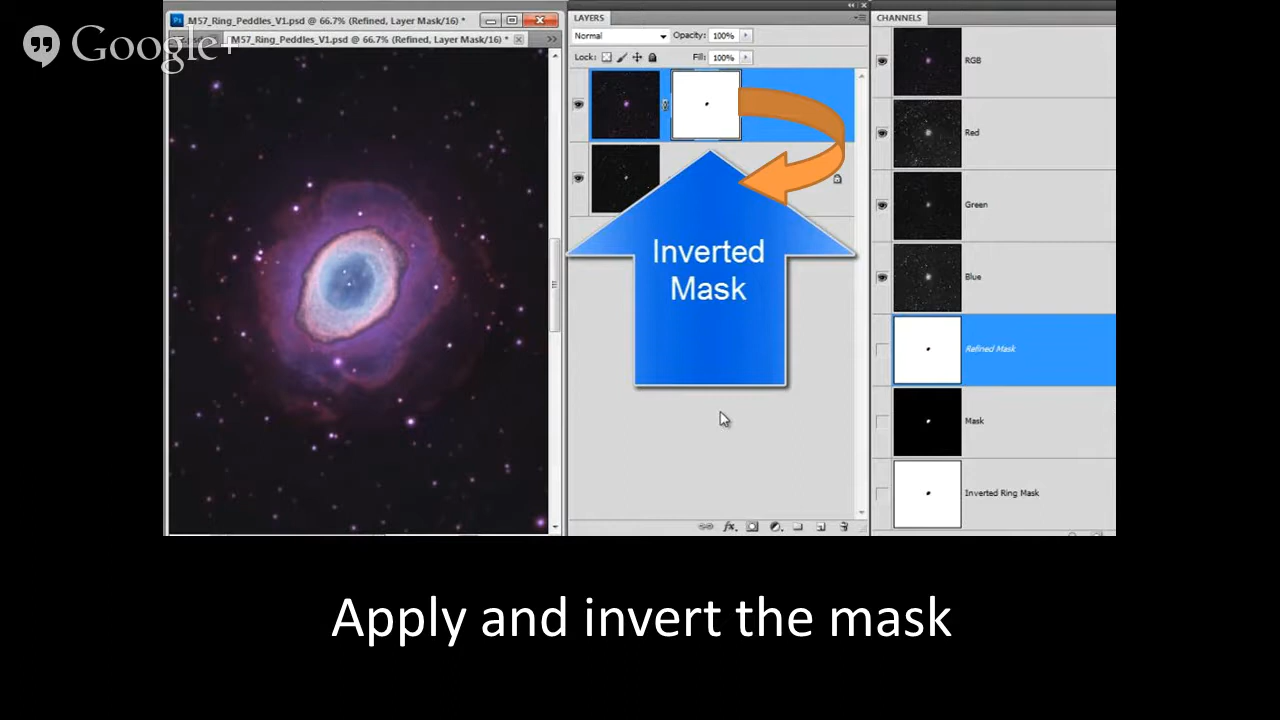 Google+
M57_Ring_Peddles_V1.psd @ 66.7% (Refined, Layer Mask/16) *
M57_Ring_Peddles_V1.psd @ 66.7% (Refined, Layer Mask/16) *
LAYERS
Normal
Opacity: 100%
Lock:
Fill: 100%
Inverted
Mask
CHANNELS
RGB
Red
Green
Blue
Refined Mask
Mask
Inverted Ring Mask
Apply and invert the mask